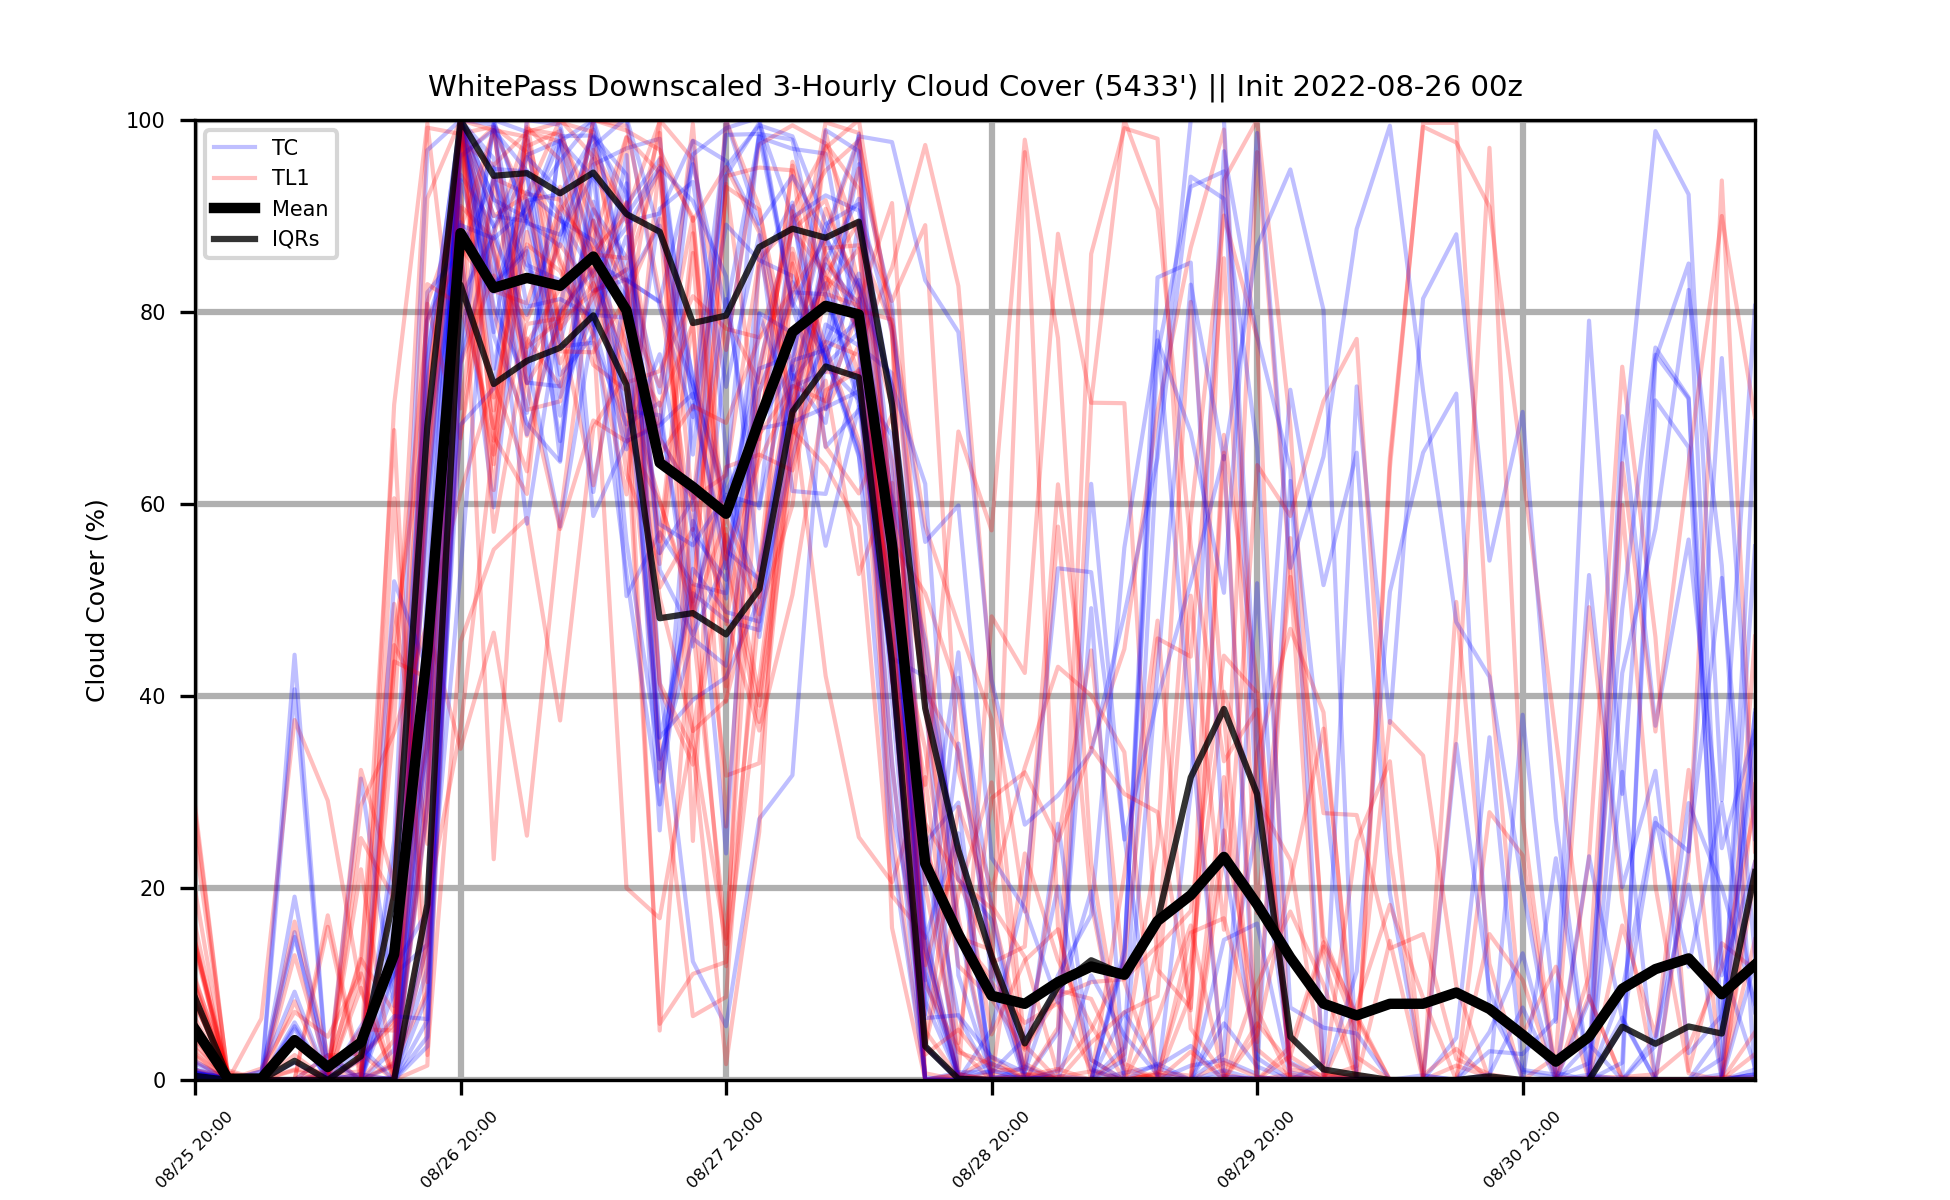 WhitePass Downscaled 3-Hourly Cloud Cover (5433') || Init 2022-08-26 00z
TC
TL1
Mean
IQRs
Cloud Cover (%)
100
80
60
40
20
0
08/25 20:00
08/26 20:00
08/27 20:00
08/28 20:00
08/29 20:00
08/30 20:00